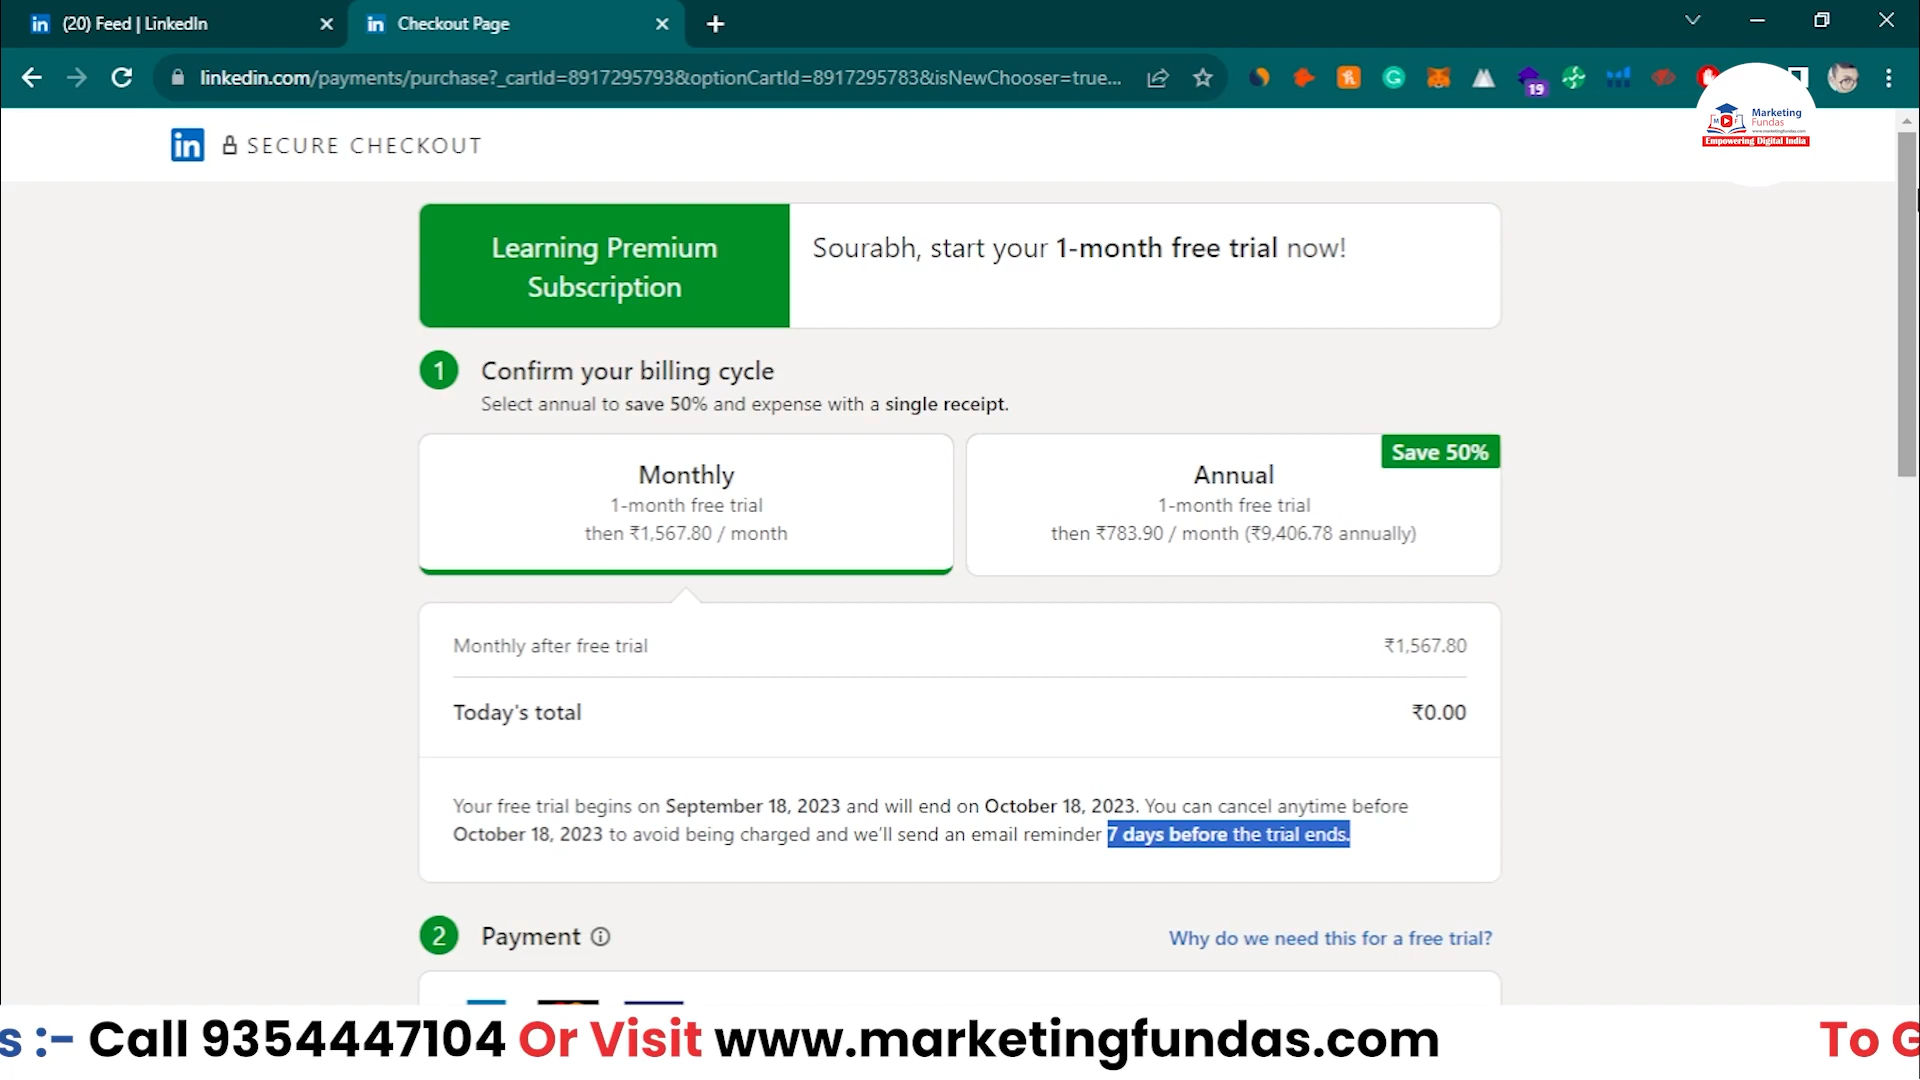 (20) Feed | LinkedIn
Checkout Page
linkedin.com/payments/purchase?_cartId=8917295793&optionCartId=8917295783&isNewChooser=true...
19
Marketing
Fundas
www.marketingfundas.com
Empowering Digital India
in SECURE CHECKOUT
Learning Premium
Subscription
Sourabh, start your 1-month free trial now!
1 Confirm your billing cycle
Select annual to save 50% and expense with a single receipt.
Monthly
1-month free trial
then ₹1,567.80 / month
Save 50%
Annual
1-month free trial
then ₹783.90 / month (₹9,406.78 annually)
Monthly after free trial ₹1,567.80
Today's total ₹0.00
Your free trial begins on September 18, 2023 and will end on October 18, 2023. You can cancel anytime before
October 18, 2023 to avoid being charged and we'll send an email reminder 7 days before the trial ends.
2 Payment
Why do we need this for a free trial?
s :- Call 9354447104 Or Visit www.marketingfundas.com To G